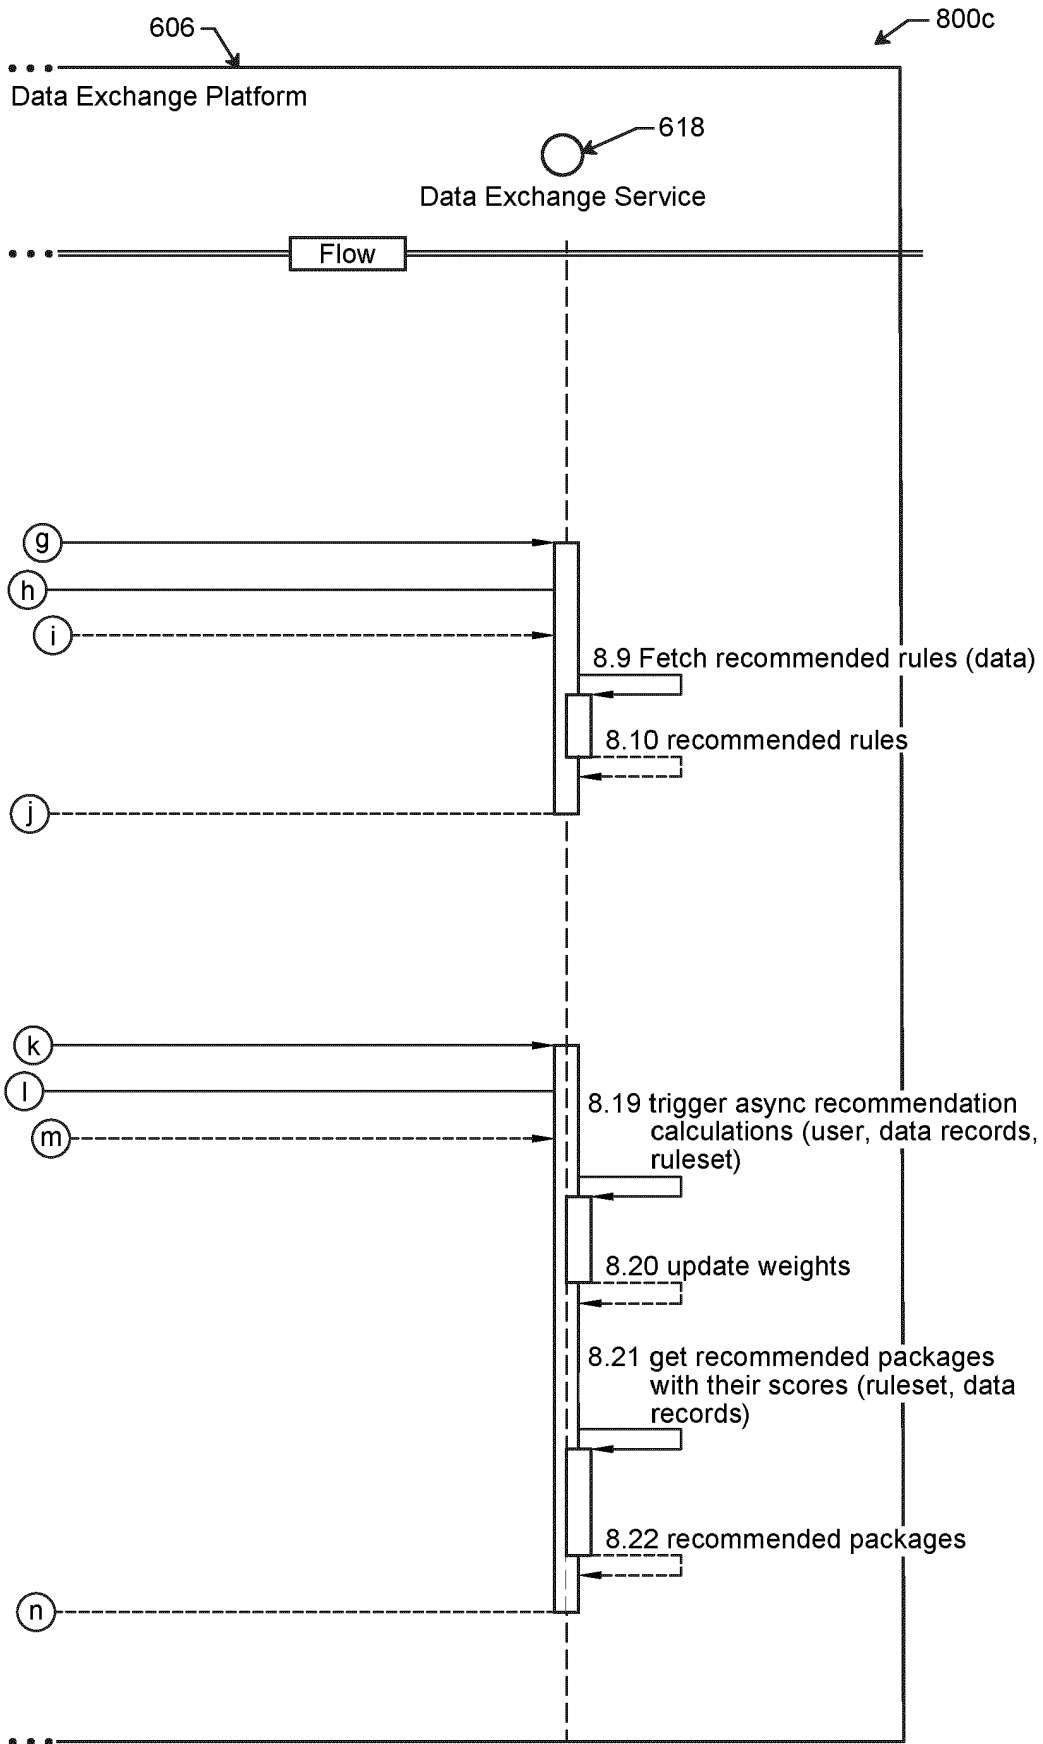 606
800c
Data Exchange Platform
618
Data Exchange Service
Flow
g
h
i
8.9 Fetch recommended rules (data)
8.10 recommended rules
j
k
l
8.19 trigger async recommendation
calculations (user, data records,
ruleset)
m
8.20 update weights
8.21 get recommended packages
with their scores (ruleset, data
records)
8.22 recommended packages
n